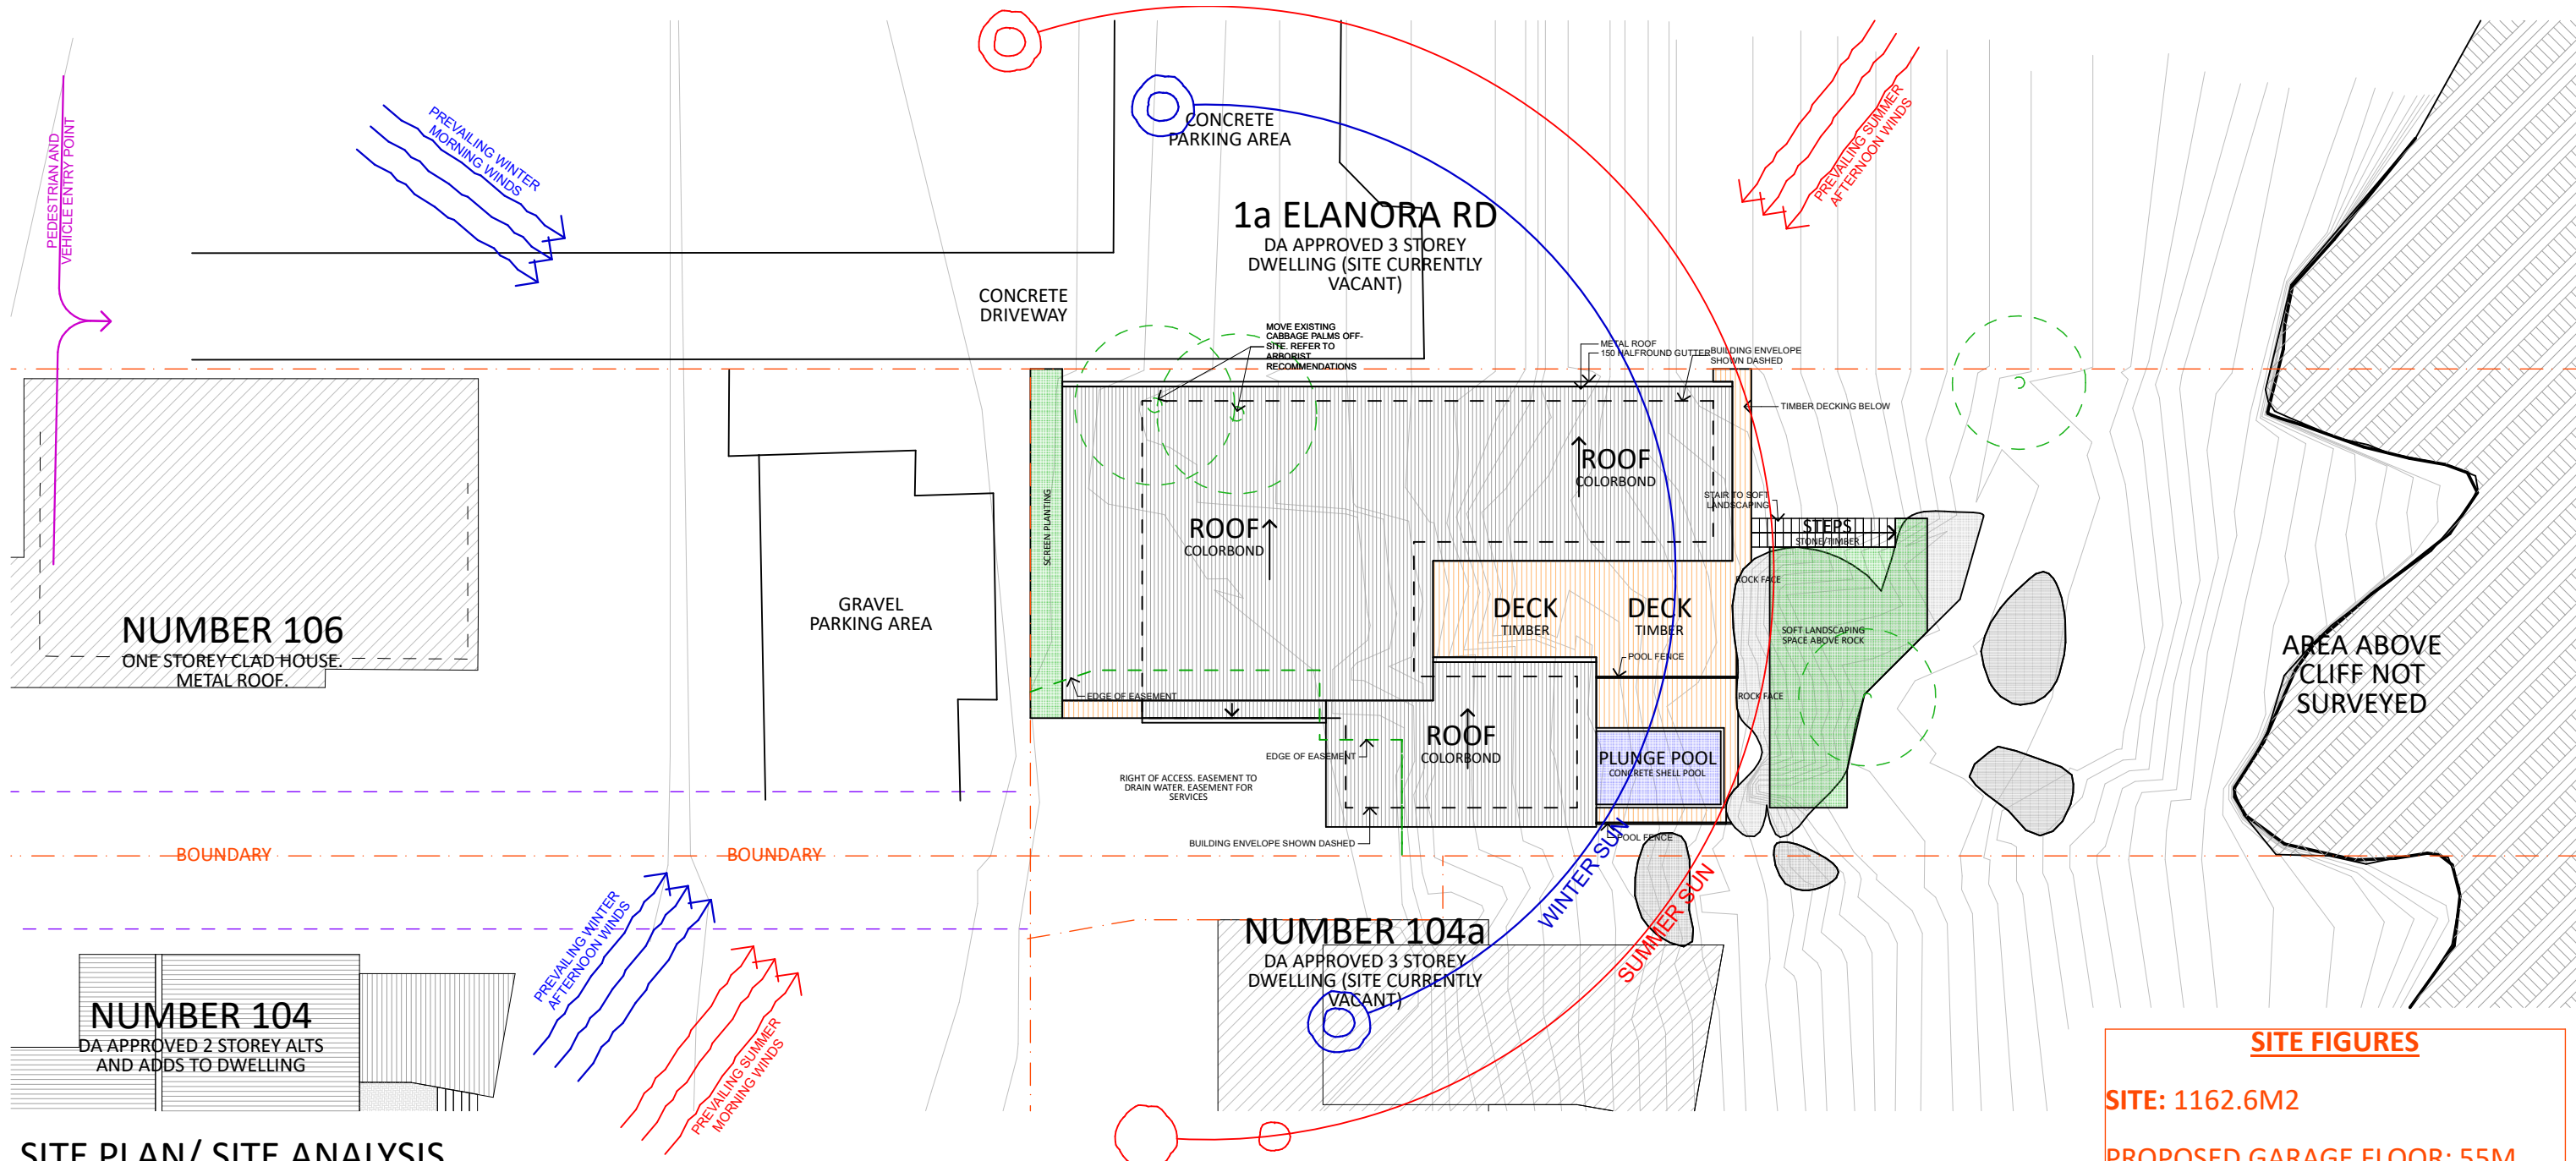 PEDESTRIAN AND
VEHICLE ENTRY POINT
PREVAILING WINTER
MORNING WINDS
CONCRETE
PARKING AREA
PREVAILING SUMMER
AFTERNOON WINDS
1a ELANORA RD
DA APPROVED 3 STOREY
DWELLING (SITE CURRENTLY
VACANT)
CONCRETE
DRIVEWAY
MOVE EXISTING
CABBAGE PALMS OFF-
SITE. REFER TO
ARBORIST
RECOMMENDATIONS
METAL ROOF
150 HALFROUND GUTTER
BUILDING ENVELOPE
SHOWN DASHED
TIMBER DECKING BELOW
ROOF
COLORBOND
STAIR TO SOFT
LANDSCAPING
STEPS
STONE/TIMBER
SCREEN PLANTING
ROOF
COLORBOND
ROCK FACE
GRAVEL
PARKING AREA
DECK
TIMBER
DECK
TIMBER
SOFT LANDSCAPING
SPACE ABOVE ROCK
NUMBER 106
ONE STOREY CLAD HOUSE.
METAL ROOF.
POOL FENCE
AREA ABOVE
CLIFF NOT
SURVEYED
EDGE OF EASEMENT
ROCK FACE
ROOF
COLORBOND
EDGE OF EASEMENT
PLUNGE POOL
CONCRETE SHELL POOL
RIGHT OF ACCESS. EASEMENT TO
DRAIN WATER. EASEMENT FOR
SERVICES
POOL FENCE
BUILDING ENVELOPE SHOWN DASHED
BOUNDARY
BOUNDARY
WINTER SUN
SUMMER SUN
PREVAILING WINTER
AFTERNOON WINDS
NUMBER 104a
DA APPROVED 3 STOREY
DWELLING (SITE CURRENTLY
VACANT)
NUMBER 104
DA APPROVED 2 STOREY ALTS
AND ADDS TO DWELLING
PREVAILING SUMMER
MORNING WINDS
SITE FIGURES
SITE: 1162.6M2
PROPOSED GARAGE FLOOR: 55M
SITE PLAN/ SITE ANALYSIS